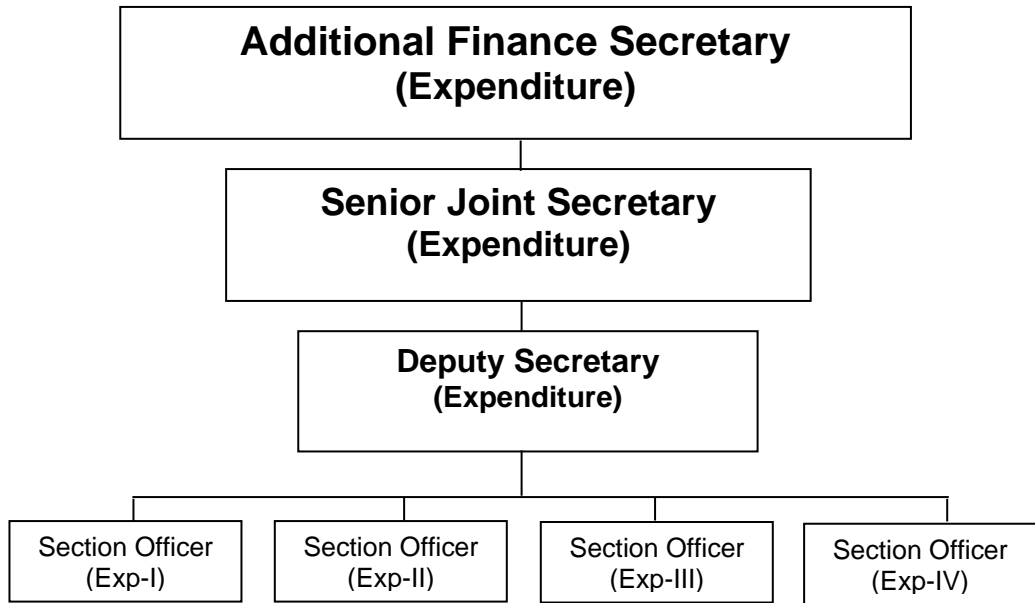 Additional Finance Secretary
(Expenditure)
Senior Joint Secretary
(Expenditure)
Deputy Secretary
(Expenditure)
Section Officer
(Exp-I)
Section Officer
(Exp-II)
Section Officer
(Exp-III)
Section Officer
(Exp-IV)